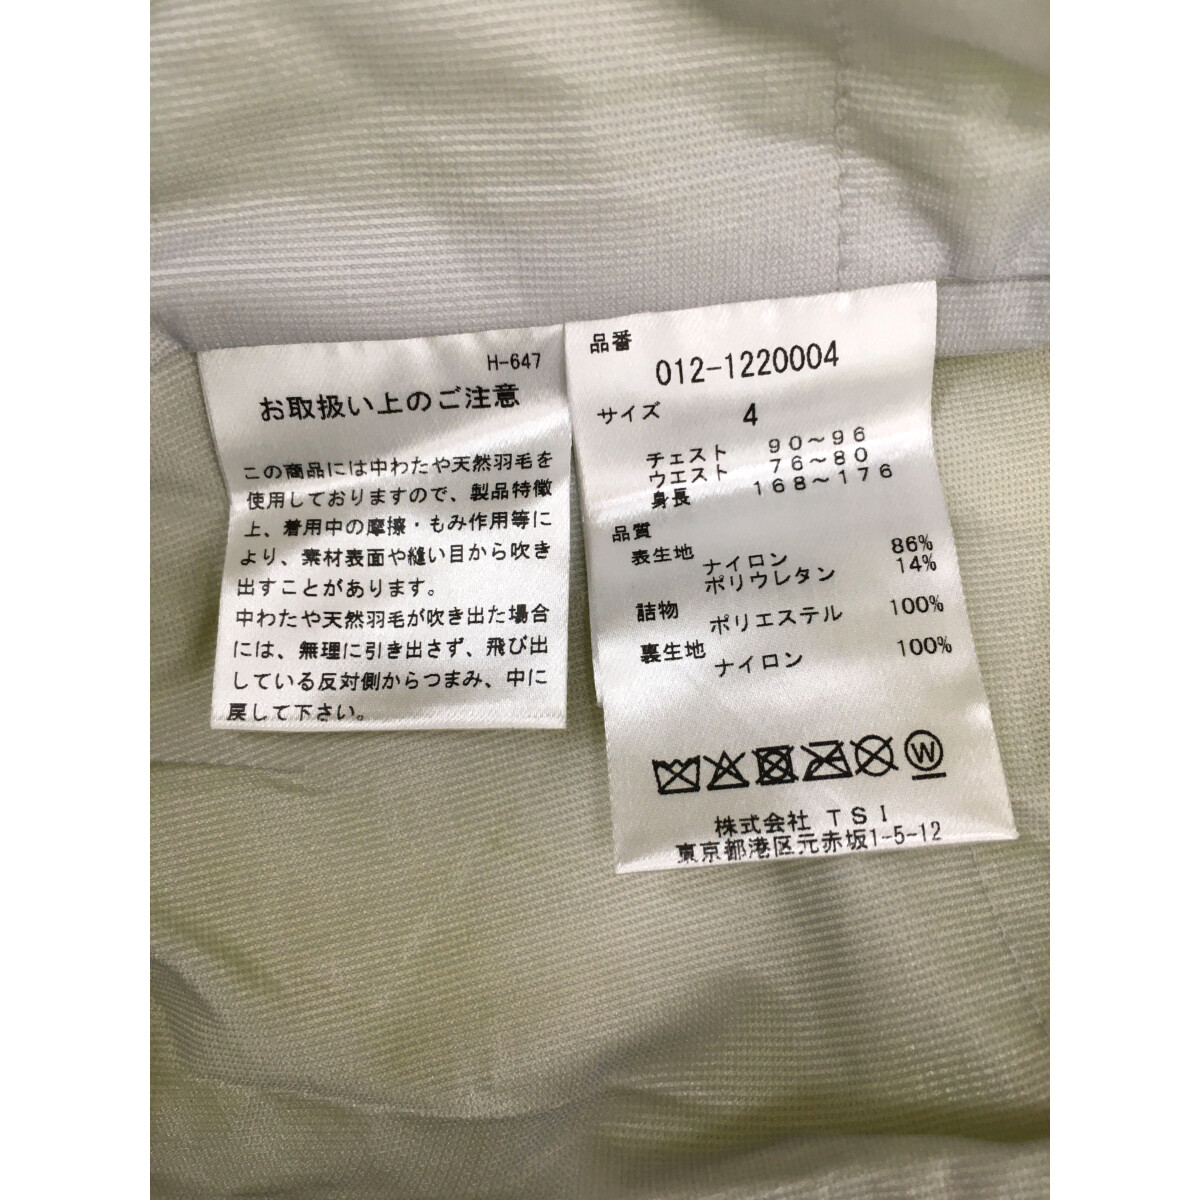 H-647
お取扱い上のご注意
この商品には中わたや天然羽毛を
使用しておりますので、製品特徴
上、着用中の摩擦・もみ作用等に
より、素材表面や縫い目から吹き
出すことがあります。
中わたや天然羽毛が吹き出た場合
には、無理に引き出さず、飛び出
している反対側からつまみ、中に
戻して下さい。
品番
012-1220004
サイズ 4
チェスト 90~96
ウエスト 76~80
身長 168~176
品質
表生地 ナイロン 86%
ポリウレタン 14%
詰物 ポリエステル 100%
裏生地 ナイロン 100%
W
株式会社 TSI
東京都港区元赤坂1-5-12